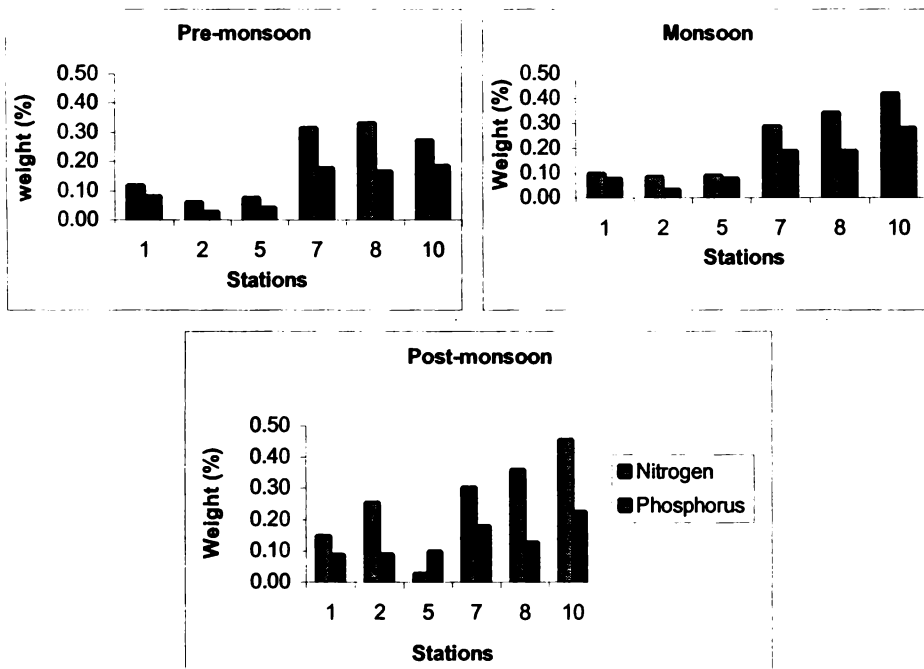 Pre-monsoon
weight (%)
0.50
0.40
0.30
0.20
0.10
0.00
1 2 5 7 8 10
Stations
Monsoon
Weight (%)
0.50
0.40
0.30
0.20
0.10
0.00
1 2 5 7 8 10
Stations
Post-monsoon
Weight (%)
0.50
0.40
0.30
0.20
0.10
0.00
1 2 5 7 8 10
Stations
Nitrogen
Phosphorus